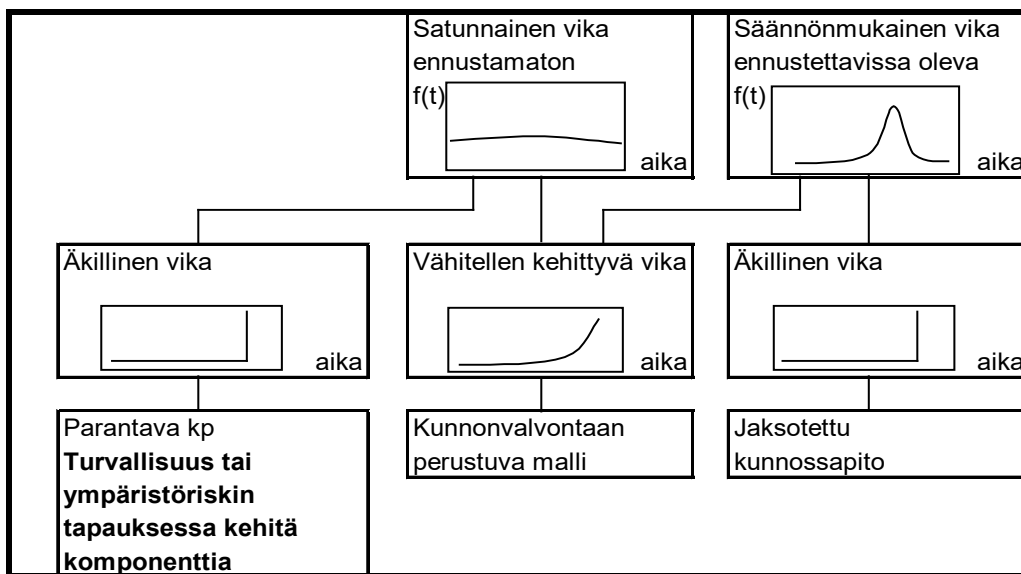 Satunnainen vika
ennustamaton
f(t)
aika
Säännönmukainen vika
ennustettavissa oleva
f(t)
aika
Äkillinen vika
aika
Vähitellen kehittyvä vika
aika
Äkillinen vika
aika
Parantava kp
Turvallisuus tai
ympäristöriskin
tapauksessa kehitä
komponenttia
Kunnonvalvontaan
perustuva malli
Jaksotettu
kunnossapito